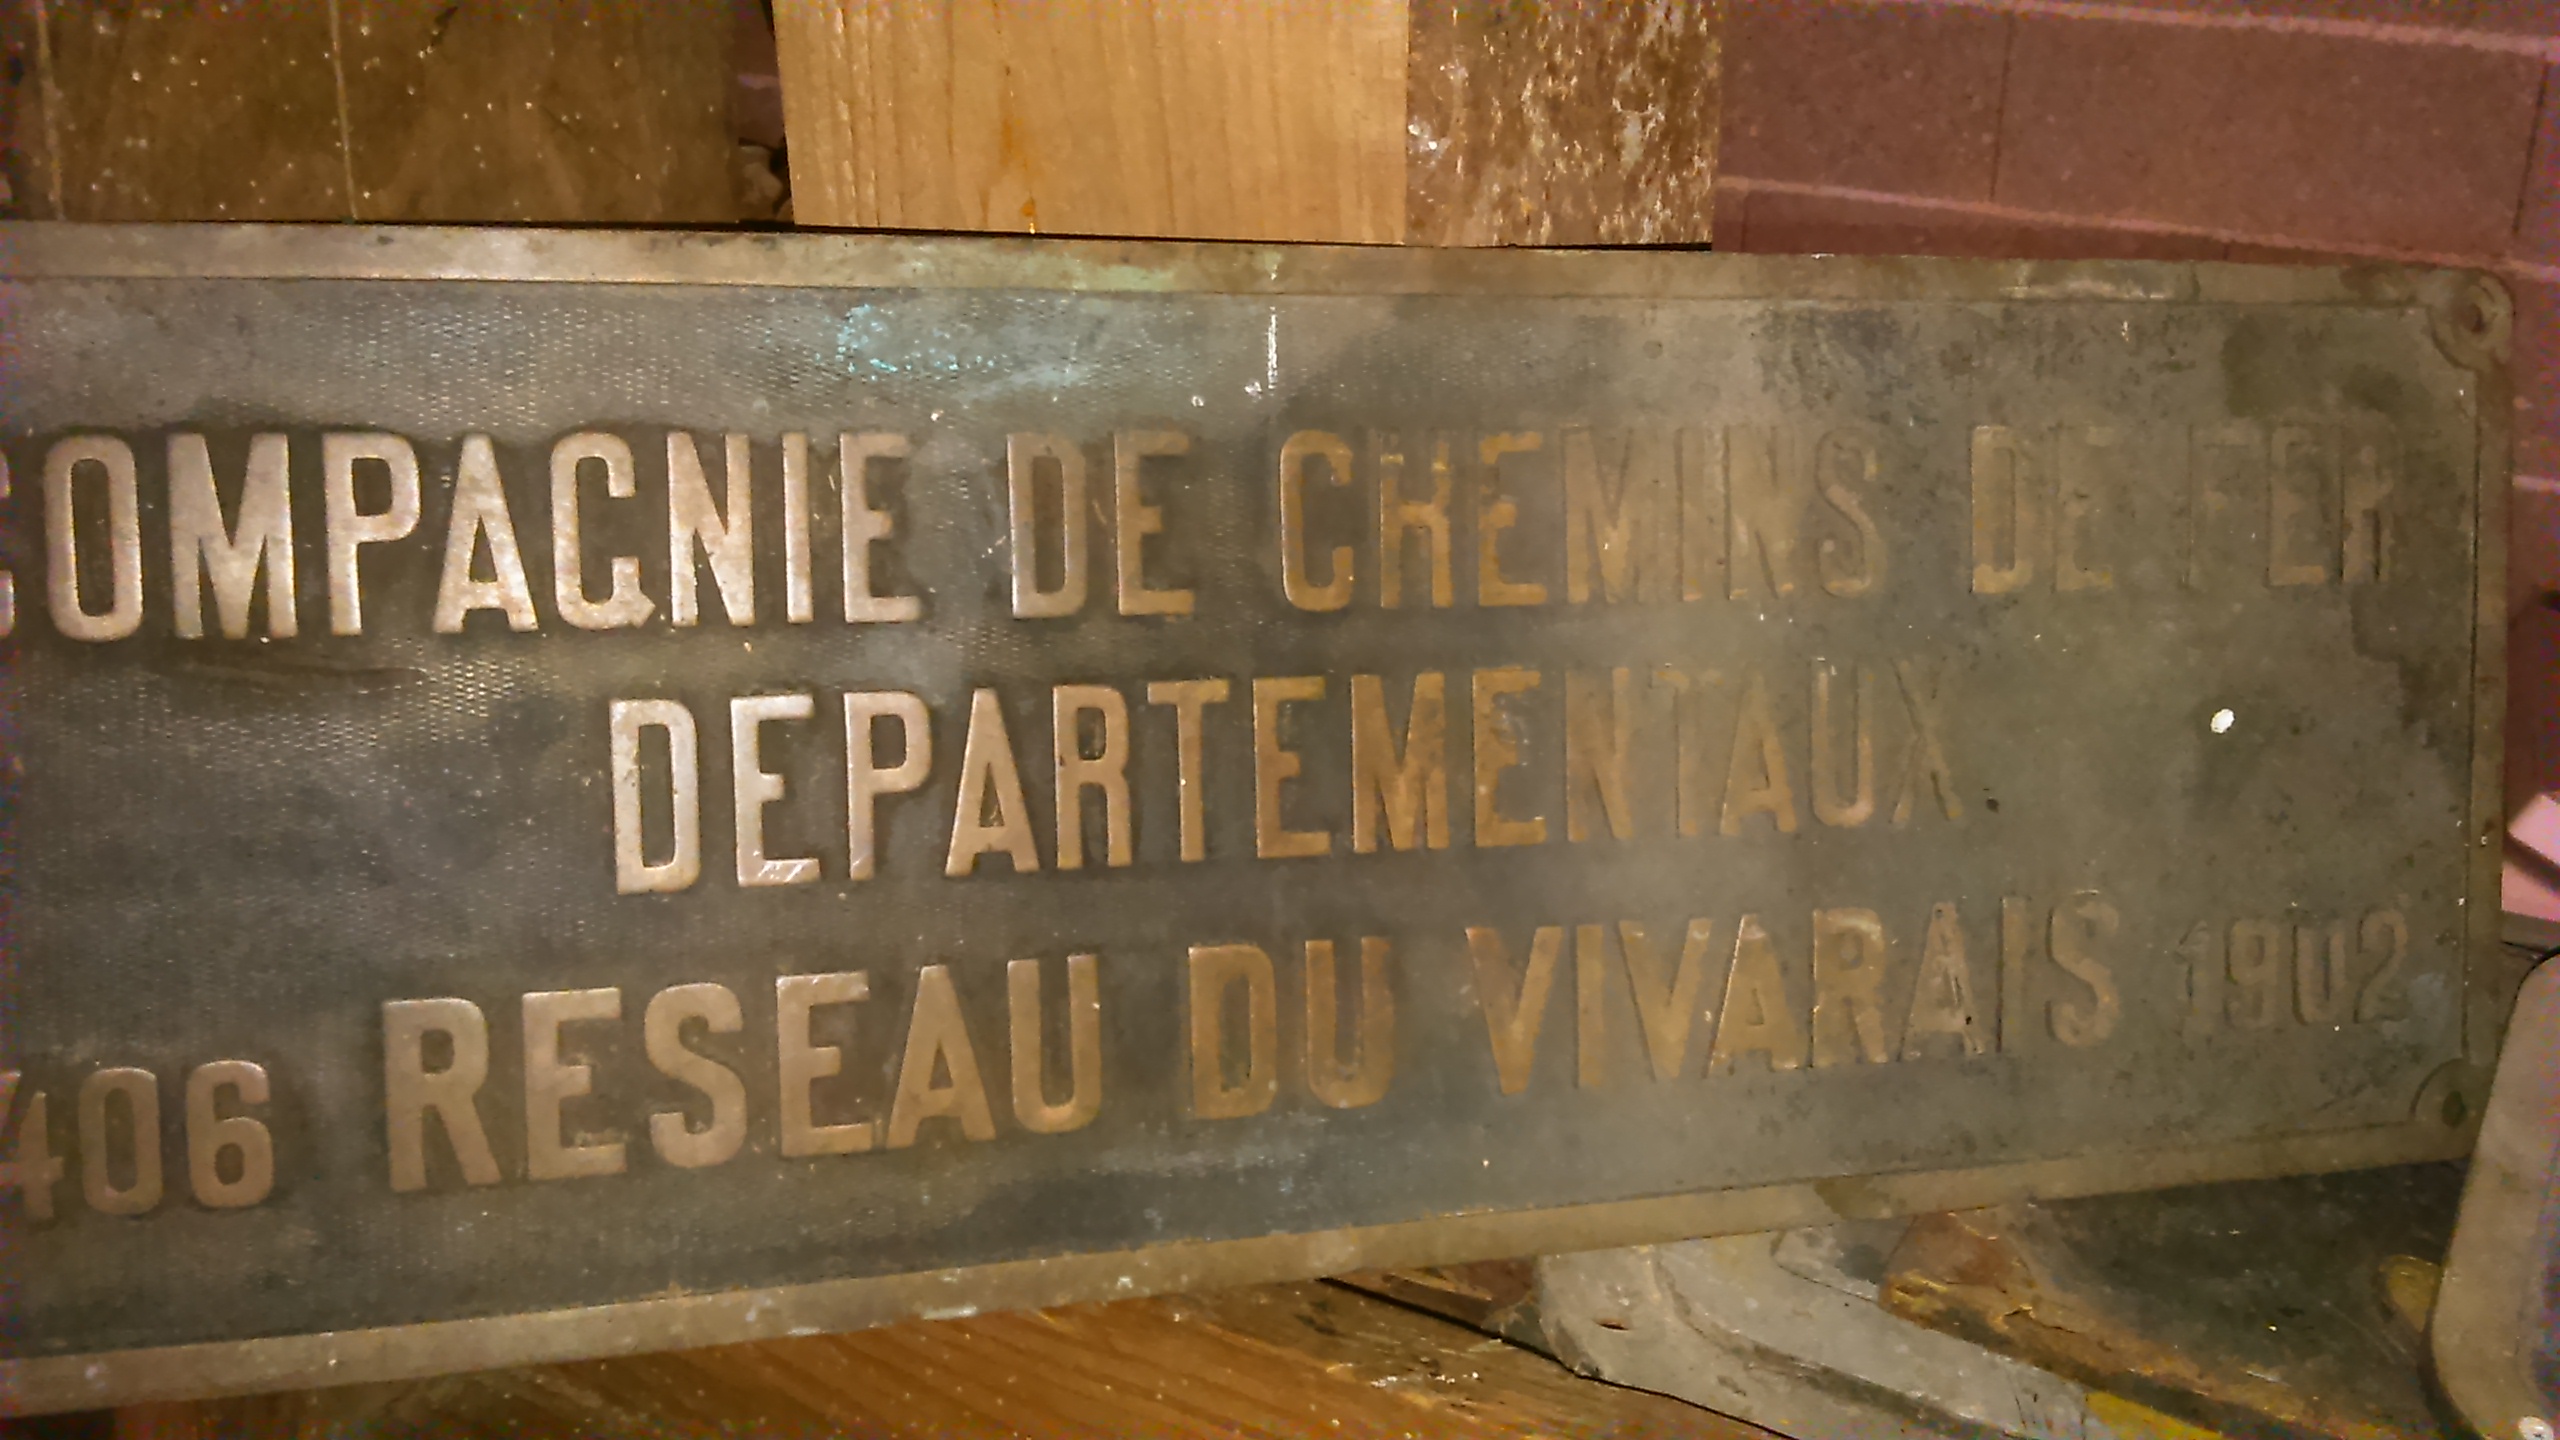 COMPAGNIE DE CHEMINS DE FER
DEPARTEMENTAUX
406 RESEAU DU VIVARAIS 1902